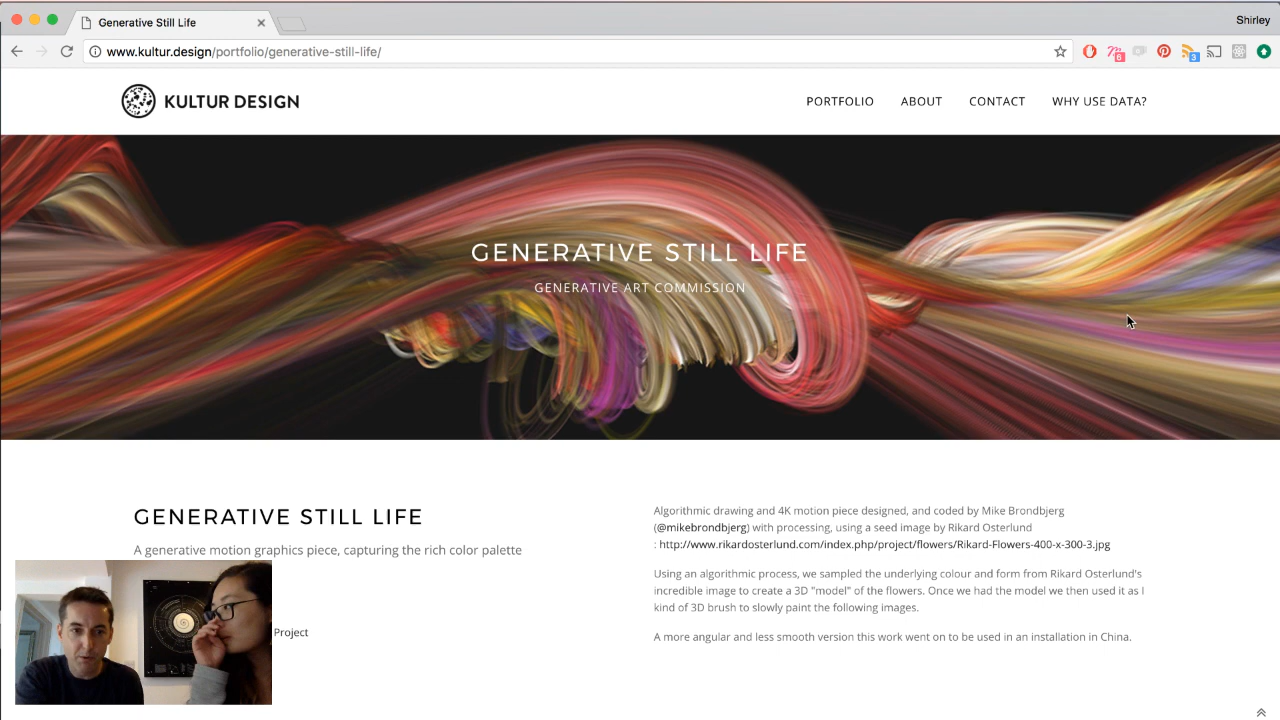 Generative Still Life
Shirley
www.kultur.design/portfolio/generative-still-life/
6
3
KULTUR DESIGN
PORTFOLIO
ABOUT
CONTACT
WHY USE DATA?
GENERATIVE STILL LIFE
GENERATIVE ART COMMISSION
GENERATIVE STILL LIFE
A generative motion graphics piece, capturing the rich color palette
Project
Algorithmic drawing and 4K motion piece designed, and coded by Mike Brondbjerg
(@mikebrondbjerg) with processing, using a seed image by Rikard Osterlund
: http://www.rikardosterlund.com/index.php/project/flowers/Rikard-Flowers-400-x-300-3.jpg
Using an algorithmic process, we sampled the underlying colour and form from Rikard Osterlund's
incredible image to create a 3D "model" of the flowers. Once we had the model we then used it as I
kind of 3D brush to slowly paint the following images.
A more angular and less smooth version this work went on to be used in an installation in China.